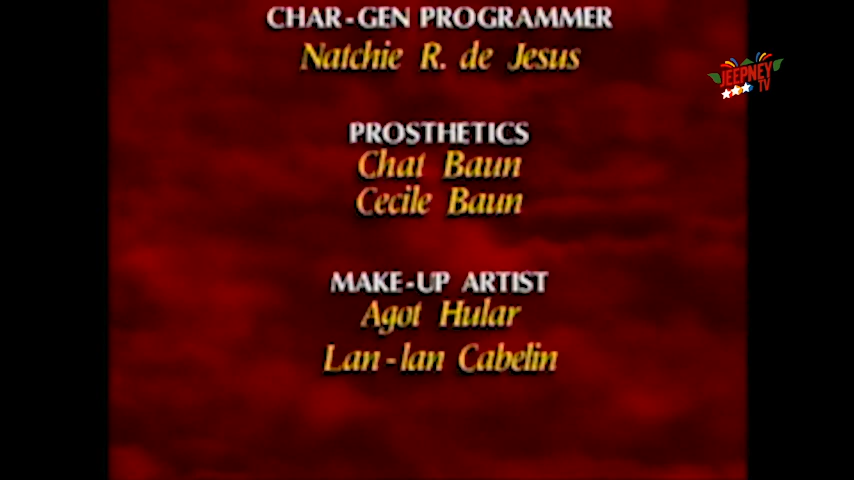 CHAR-GEN PROGRAMMER
Natchie R. de Jesus
JEEPNEY
TV
PROSTHETICS
Chat Baun
Cecile Baun
MAKE-UP ARTIST
Agot Hular
Lan-lan Cabelin